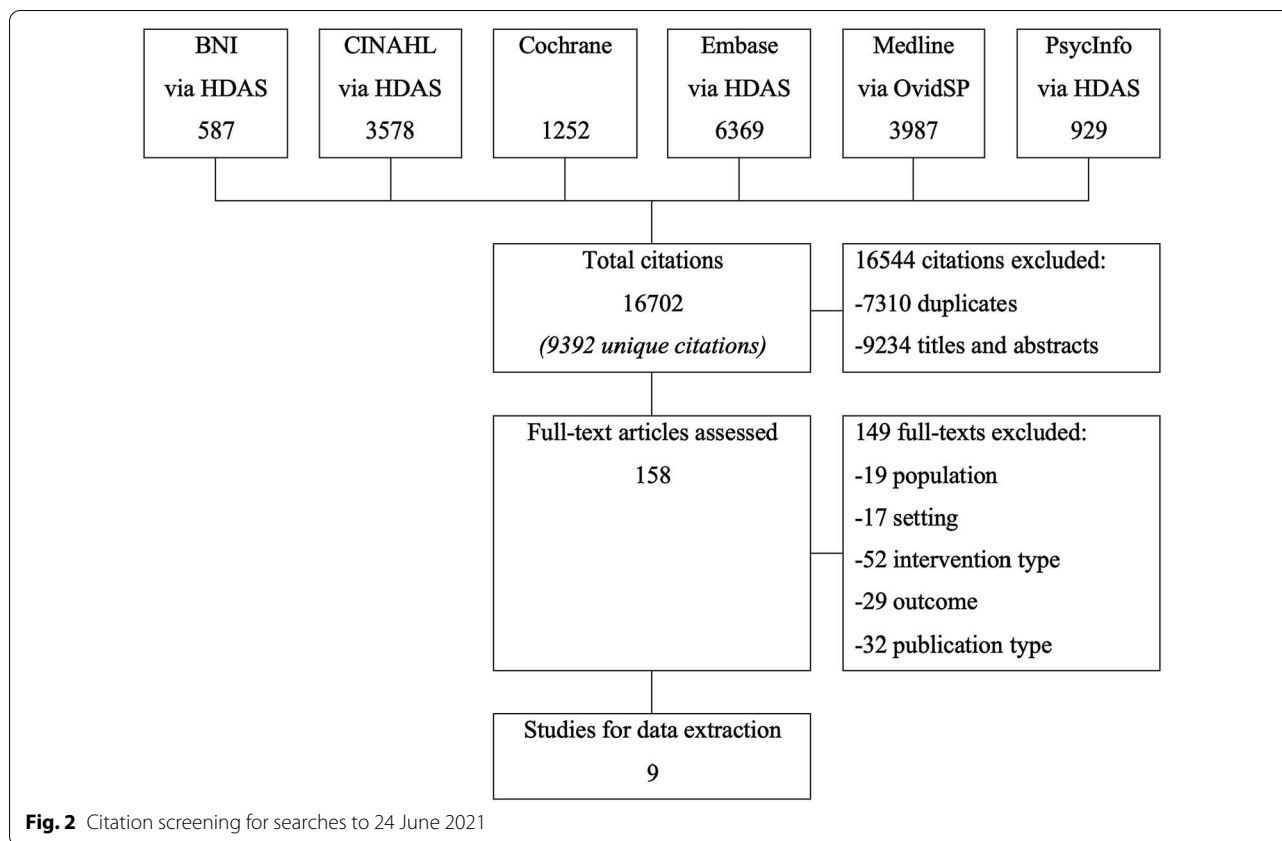 BNI
via HDAS
587
CINAHL
via HDAS
3578
Cochrane
1252
Embase
via HDAS
6369
Medline
via OvidSP
3987
PsycInfo
via HDAS
929
Total citations
16702
(9392 unique citations)
16544 citations excluded:
-7310 duplicates
-9234 titles and abstracts
Full-text articles assessed
158
149 full-texts excluded:
-19 population
-17 setting
-52 intervention type
-29 outcome
-32 publication type
Studies for data extraction
9
Fig. 2 Citation screening for searches to 24 June 2021